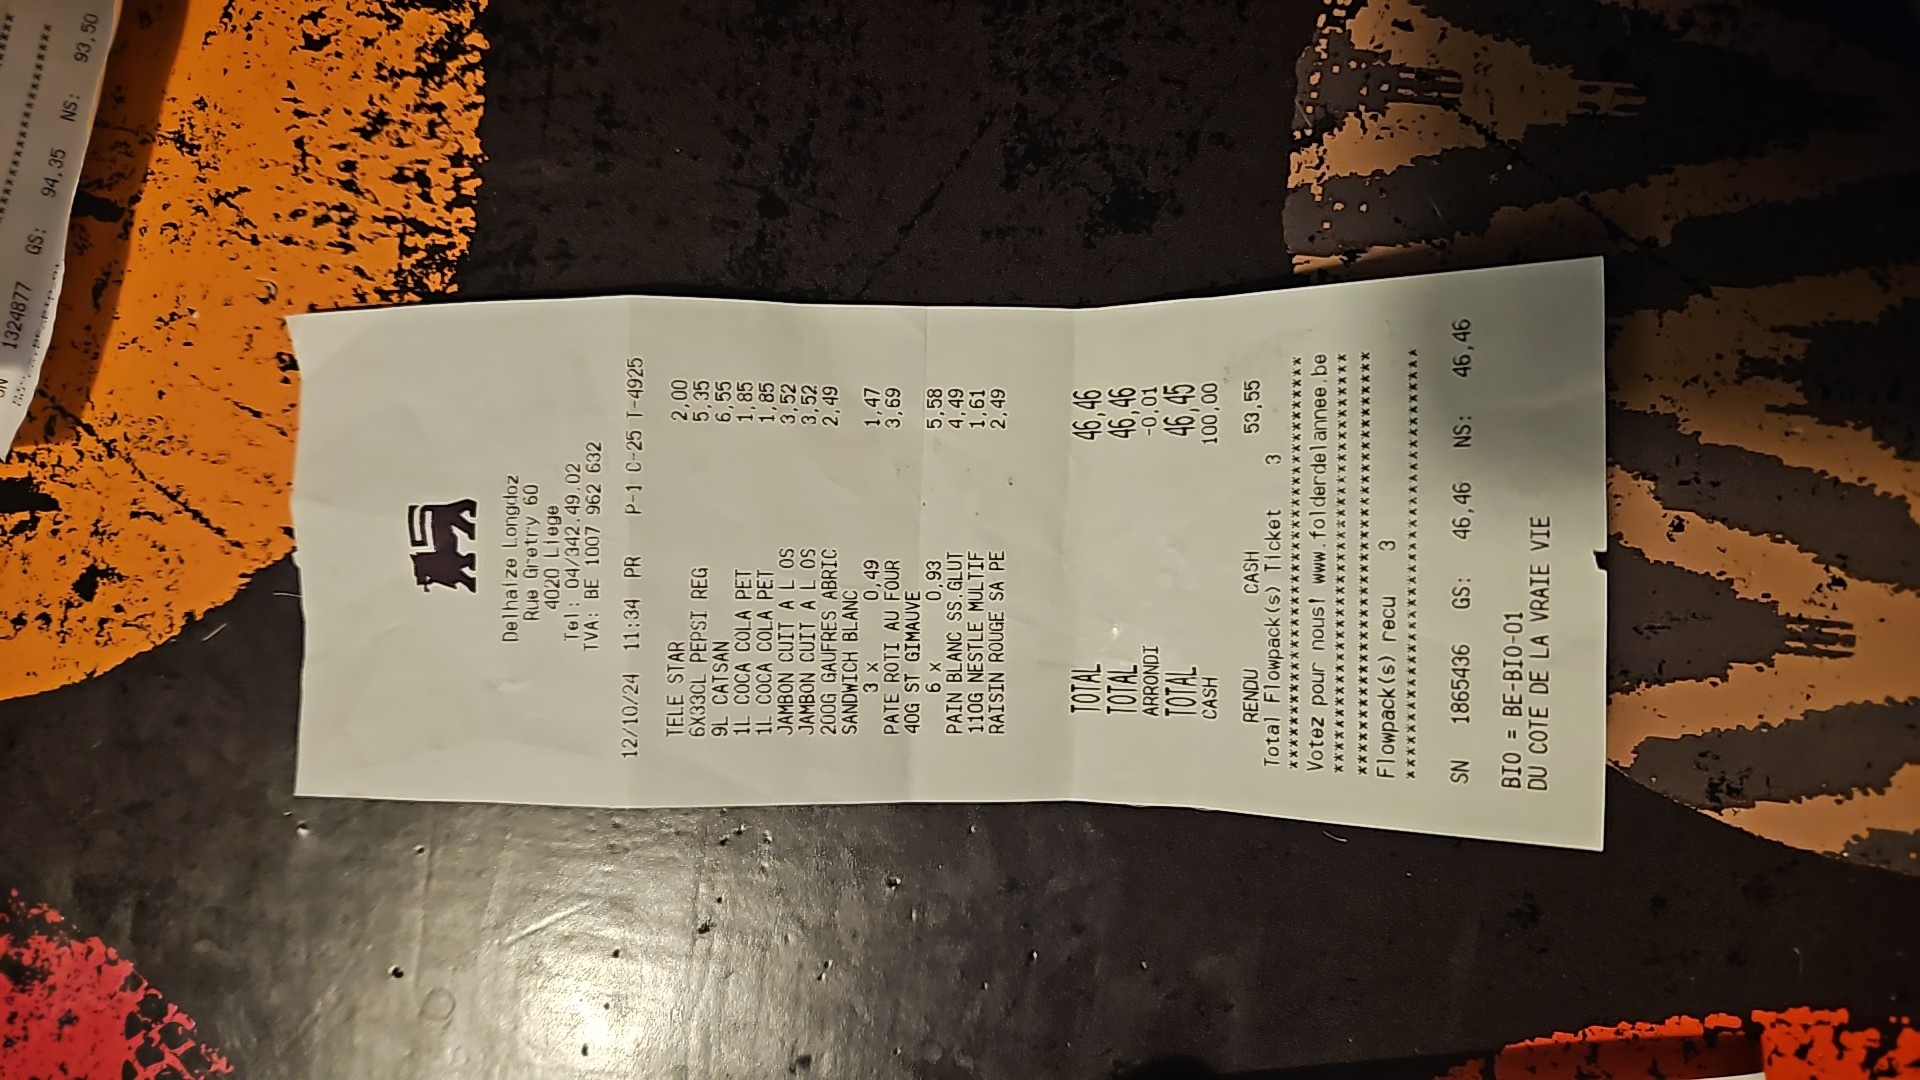 Delhaize Longdoz
Rue Gretry 60
4020 Liege
Tel: 04/342.49.02
TVA: BE 1007 962 632
12/10/24 11:34 PR P-1 C-25 T-4925
TELE STAR 2,00
6X33CL PEPSI REG 5,35
9L CATSAN 6,55
1L COCA COLA PET 1,85
1L COCA COLA PET 1,85
JAMBON CUIT A L OS 3,52
JAMBON CUIT A L OS 3,52
200G GAUFRES ABRIC 2,49
SANDWICH BLANC
3 x 0,49 1,47
PATE ROTI AU FOUR 3,69
40G ST GIMAUVE
6 x 0,93 5,58
PAIN BLANC SS.GLUT 4,49
110G NESTLE MULTIF 1,61
RAISIN ROUGE SA PE 2,49
TOTAL 46,46
TOTAL 46,46
ARRONDI -0,01
TOTAL 46,45
CASH 100,00
RENDU CASH 53,55
Total Flowpack(s) Ticket 3
***************************************
Votez pour nous! www.folderdelannee.be
***************************************
***************************************
Flowpack(s) recu 3
***************************************
SN 1865436 GS: 46,46 NS: 46,46
BIO = BE-BIO-01
DU COTE DE LA VRAIE VIE
1324877 GS: 94,35 NS: 93,50